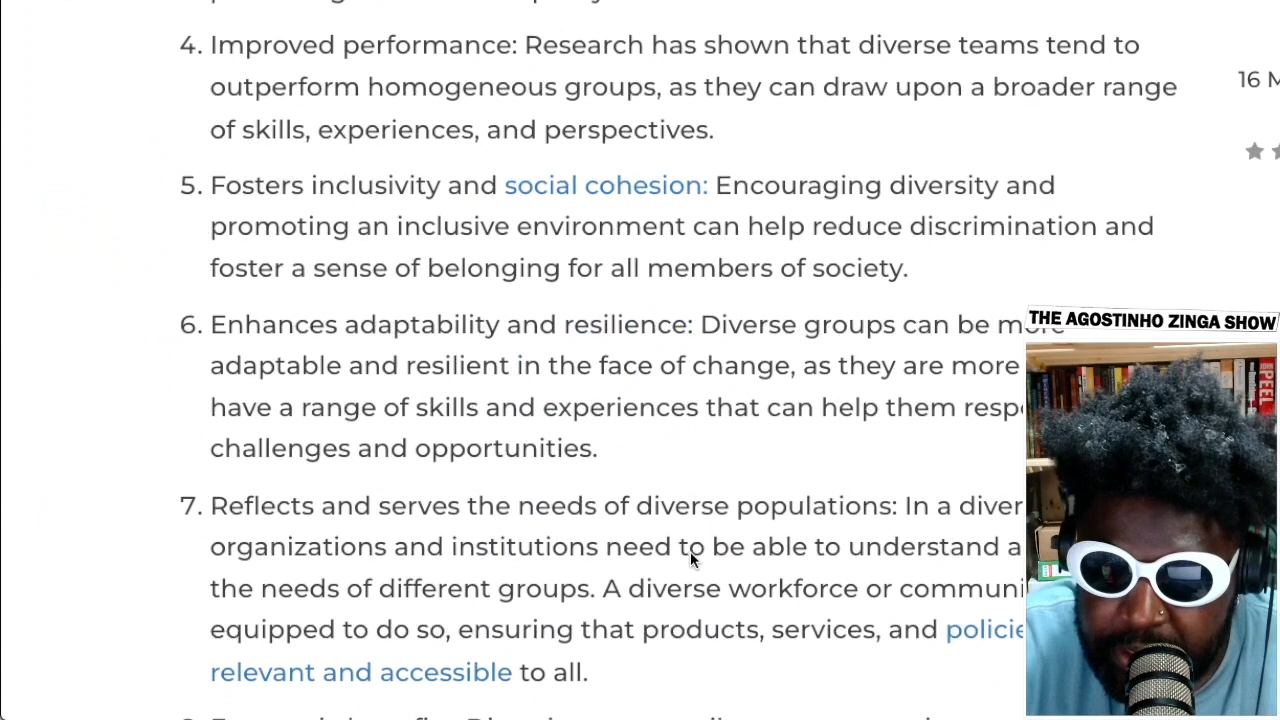 4. Improved performance: Research has shown that diverse teams tend to
outperform homogeneous groups, as they can draw upon a broader range
of skills, experiences, and perspectives.
16 M
5. Fosters inclusivity and social cohesion: Encouraging diversity and
promoting an inclusive environment can help reduce discrimination and
foster a sense of belonging for all members of society.
6. Enhances adaptability and resilience: Diverse groups can be more
adaptable and resilient in the face of change, as they are more
have a range of skills and experiences that can help them resp
challenges and opportunities.
7. Reflects and serves the needs of diverse populations: In a diver
organizations and institutions need to be able to understand a
the needs of different groups. A diverse workforce or communi
equipped to do so, ensuring that products, services, and policie
relevant and accessible to all.
THE AGOSTINHO ZINGA SHOW
PEEL